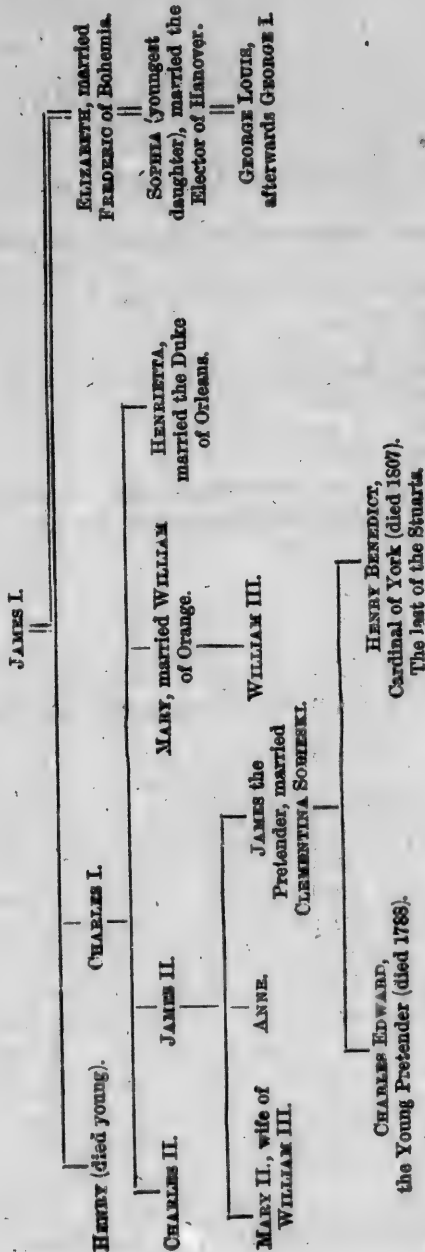 JAMES I.
HENRY (died young).
CHARLES I.
ELIZABETH, married
FREDERIC of Bohemia.
CHARLES II.
JAMES II.
MARY, married WILLIAM
of Orange.
HENRIETTA,
married the Duke
of Orleans.
SOPHIA (youngest
daughter), married the
Elector of Hanover.
MARY II., wife of
WILLIAM III.
ANNE.
JAMES the
Pretender, married
CLEMENTINA SOBIESKI.
WILLIAM III.
GEORGE LOUIS,
afterwards GEORGE I.
CHARLES EDWARD,
the Young Pretender (died 1788).
HENRY BENEDICT,
Cardinal of York (died 1807).
The last of the Stuarts.